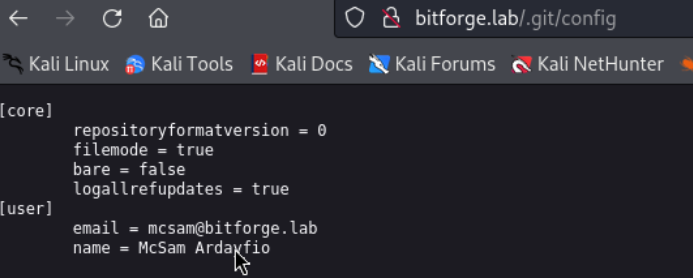 bitforge.lab/.git/config
Kali Linux Kali Tools Kali Docs Kali Forums Kali NetHunter
[core]
repositoryformatversion = 0
filemode = true
bare = false
logallrefupdates = true
[user]
email = mcsam@bitforge.lab
name = McSam Ardayfio